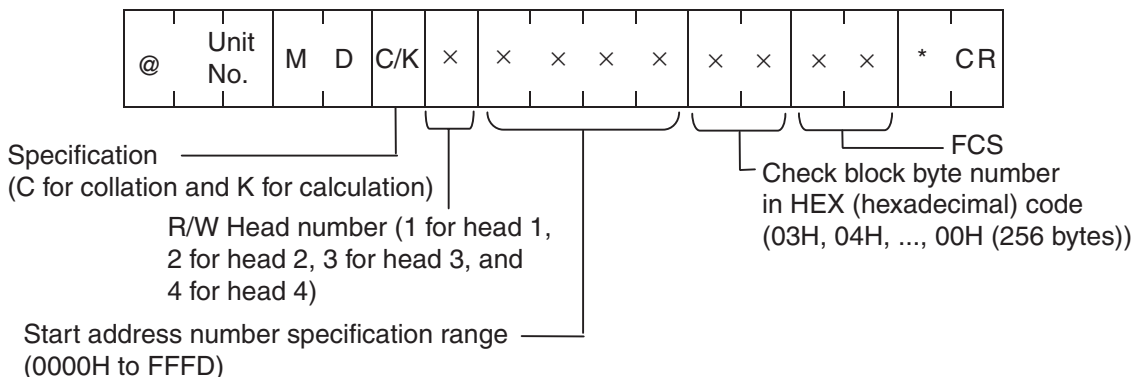 @ Unit No. M D C/K × × × × × × × × × * CR
Specification
(C for collation and K for calculation)
R/W Head number (1 for head 1,
2 for head 2, 3 for head 3, and
4 for head 4)
Start address number specification range
(0000H to FFFD)
FCS
Check block byte number
in HEX (hexadecimal) code
(03H, 04H, ..., 00H (256 bytes))